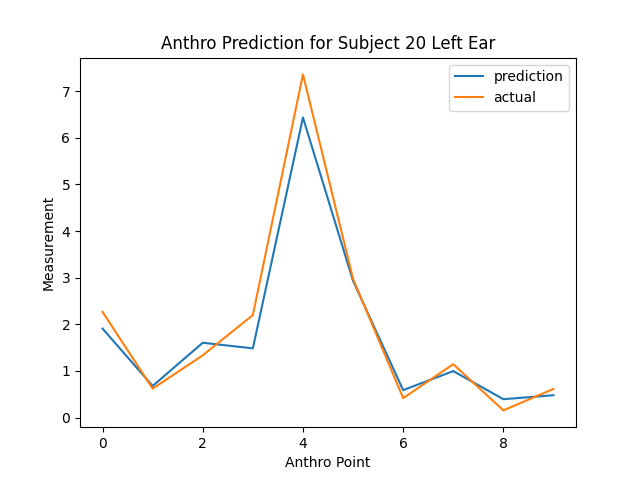 Anthro Prediction for Subject 20 Left Ear
prediction
actual
7
6
5
4
3
2
1
0
Measurement
0 2 4 6 8
Anthro Point